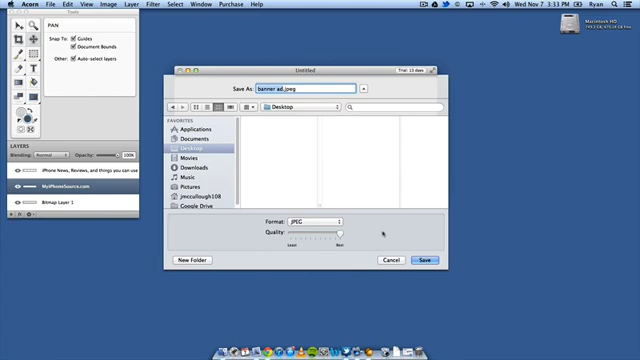 Acorn File Edit View Image Layer Filter Window Purchase Help
Wed Nov 7 3:33 PM Ryan
Macintosh HD
Tools
PAN
Snap To: Guides
Document Bounds
Other: Auto-select layers
LAYERS
Blending: Normal Opacity: 100%
iPhone News, Reviews, and things you can use
MyiPhoneSource.com
Bitmap Layer 1
Untitled
Trial: 13 days
Save As: banner ad.jpeg
Desktop
FAVORITES
Applications
Documents
Desktop
Movies
Downloads
Music
Pictures
jmccullough108
Google Drive
Format: JPEG
Quality:
Least Best
New Folder Cancel Save